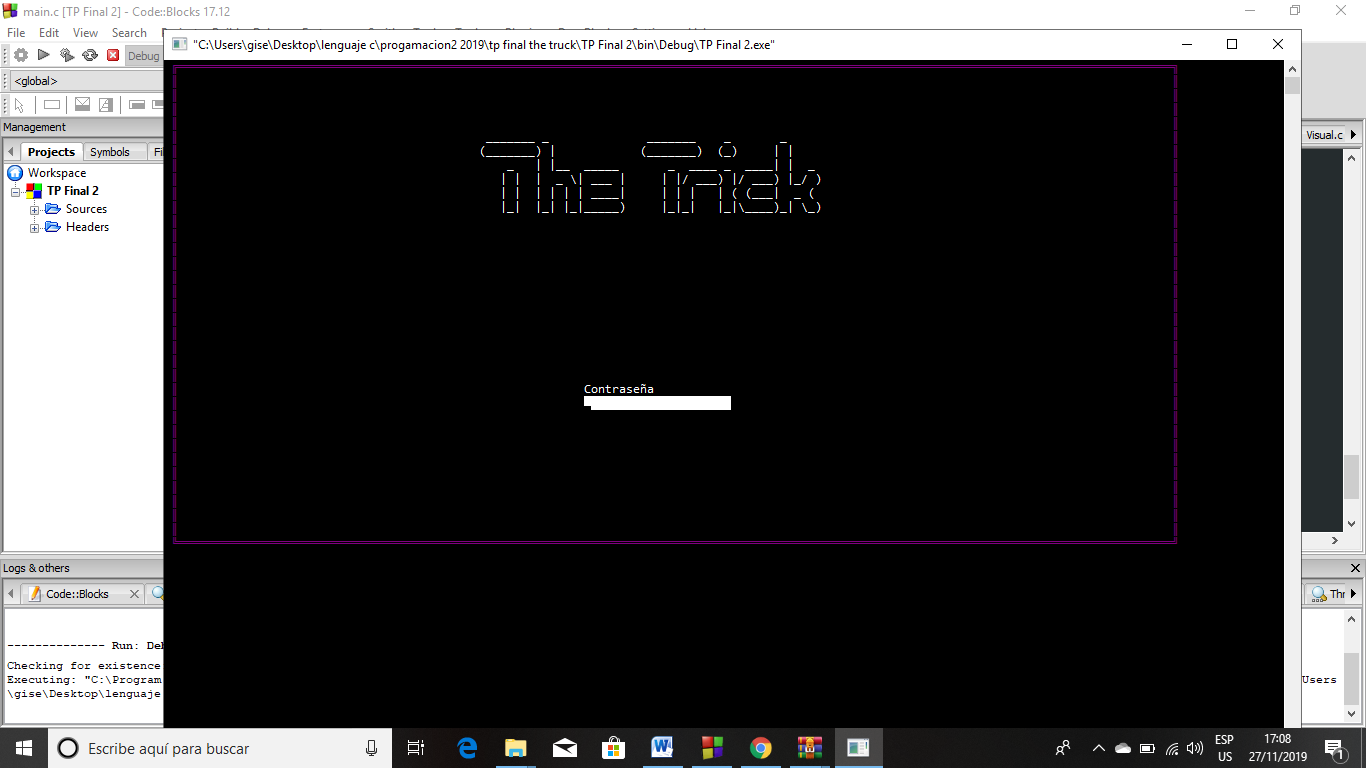 main.c [TP Final 2] - Code::Blocks 17.12
File Edit View Search
Debug
<global>
Management
Projects Symbols Fi
Workspace
TP Final 2
Sources
Headers
"C:\Users\gise\Desktop\lenguaje c\progamacion2 2019\tp final the truck\TP Final 2\bin\Debug\TP Final 2.exe"
The Trick
Contraseña
Visual.c
Logs & others
Code::Blocks
Thr
-------------- Run: Deb
Checking for existence
Executing: "C:\Program
Users
\gise\Desktop\lenguaje
Escribe aquí para buscar
ESP
US
17:08
27/11/2019
1